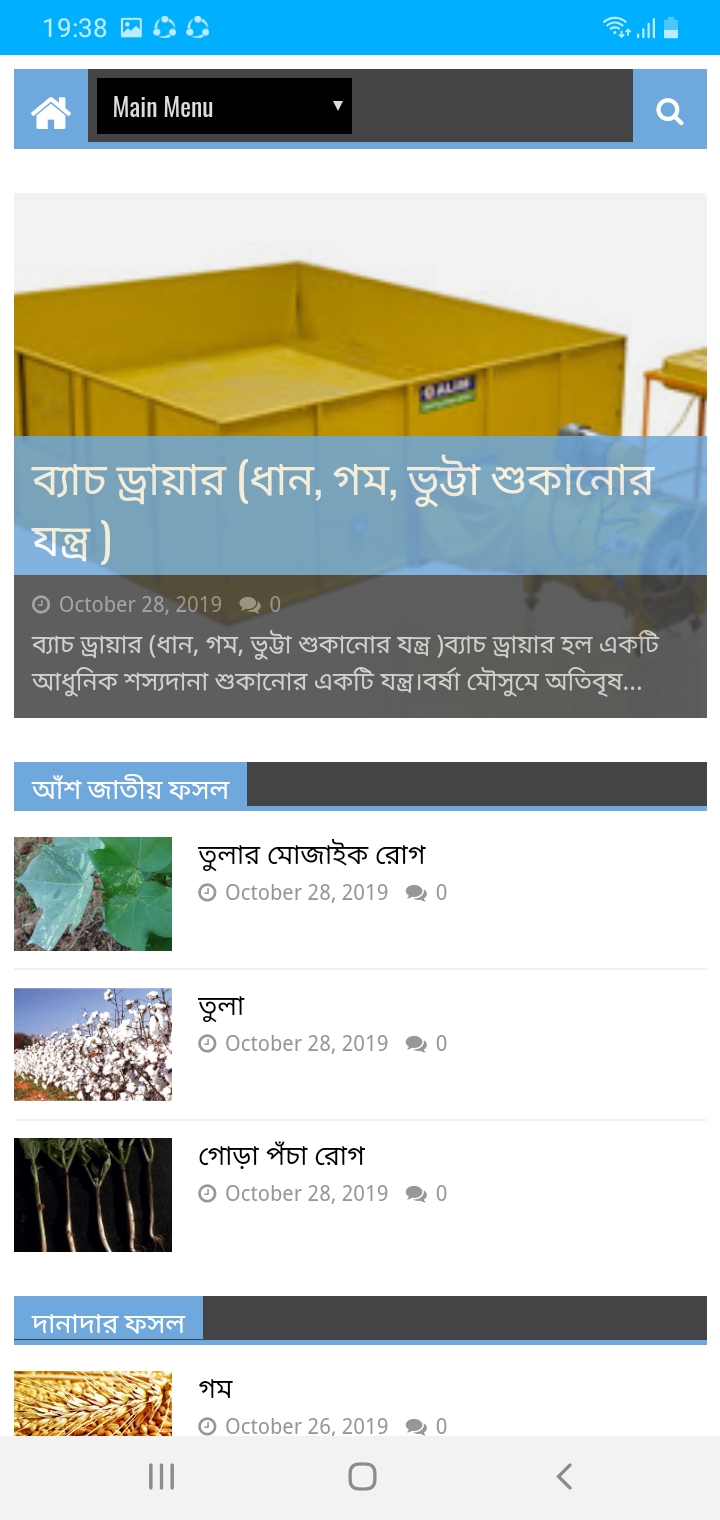 19:38
Main Menu
ALIM
ব্যাচ ড্রায়ার (ধান, গম, ভুট্টা শুকানোর
যন্ত্র )
October 28, 2019 0
ব্যাচ ড্রায়ার (ধান, গম, ভুট্টা শুকানোর যন্ত্র )ব্যাচ ড্রায়ার হল একটি
আধুনিক শস্যদানা শুকানোর একটি যন্ত্র।বর্ষা মৌসুমে অতিবৃষ...
আঁশ জাতীয় ফসল
তুলার মোজাইক রোগ
October 28, 2019 0
তুলা
October 28, 2019 0
গোড়া পঁচা রোগ
October 28, 2019 0
দানাদার ফসল
গম
October 26, 2019 0